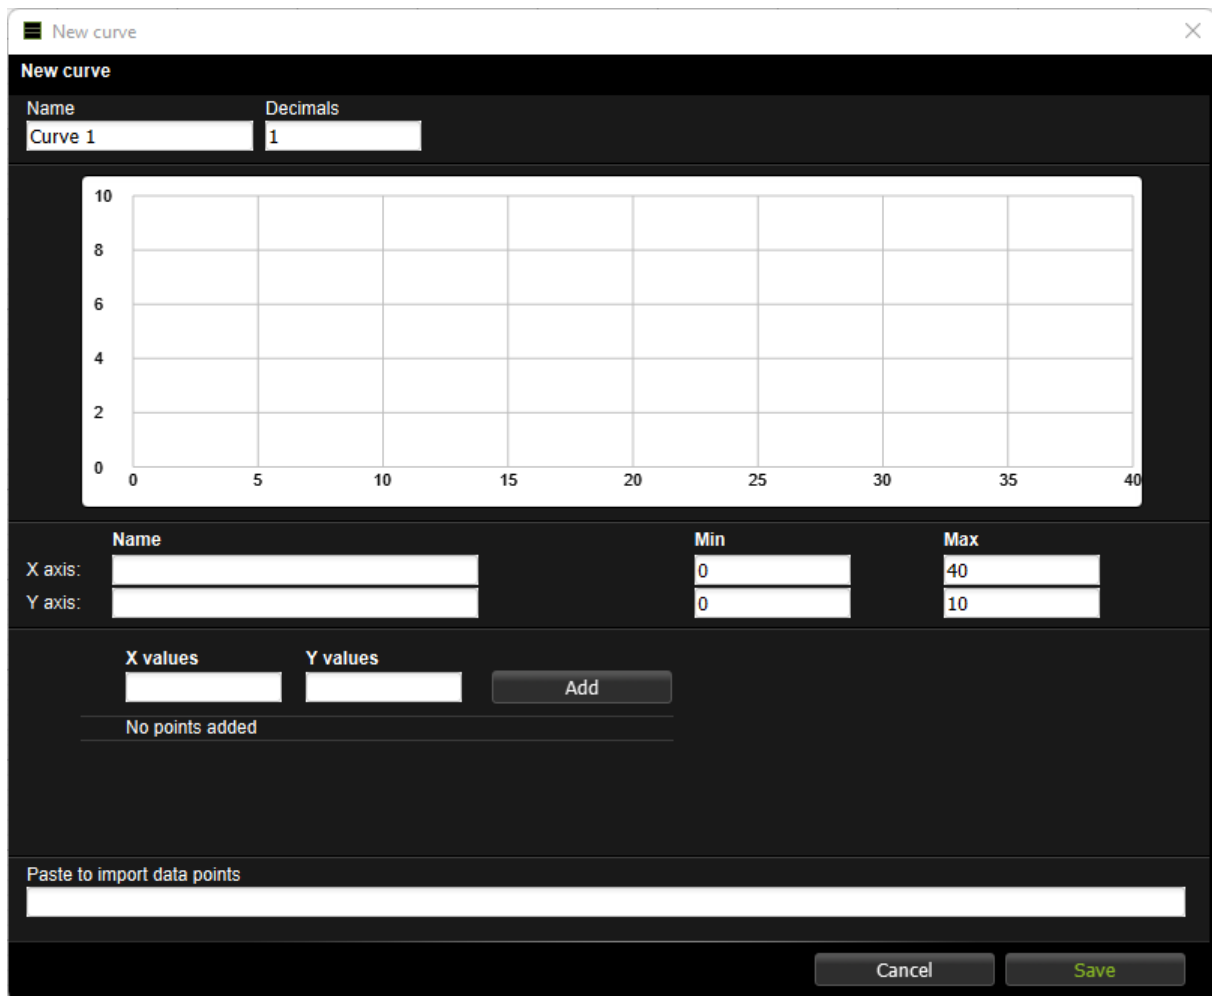 New curve
New curve
Name Decimals
Curve 1 1
10
8
6
4
2
0
0 5 10 15 20 25 30 35 40
Name Min Max
X axis: 0 40
Y axis: 0 10
X values Y values
Add
No points added
Paste to import data points
Cancel Save